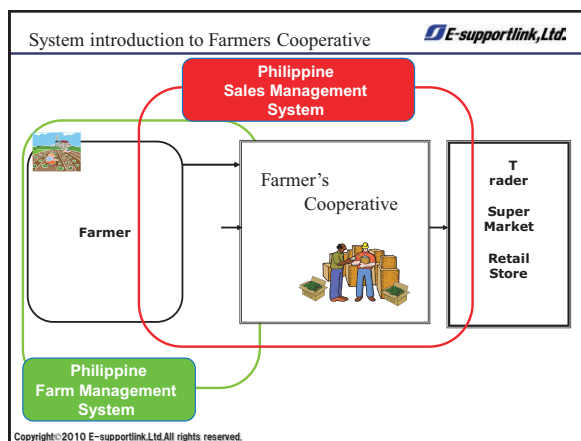 System introduction to Farmers Cooperative
E-supportlink,Ltd.
Philippine
Sales Management
System
Farmer
Farmer's
Cooperative
T
rader
Super
Market
Retail
Store
Philippine
Farm Management
System
Copyright©2010 E-supportlink.Ltd.All rights reserved.